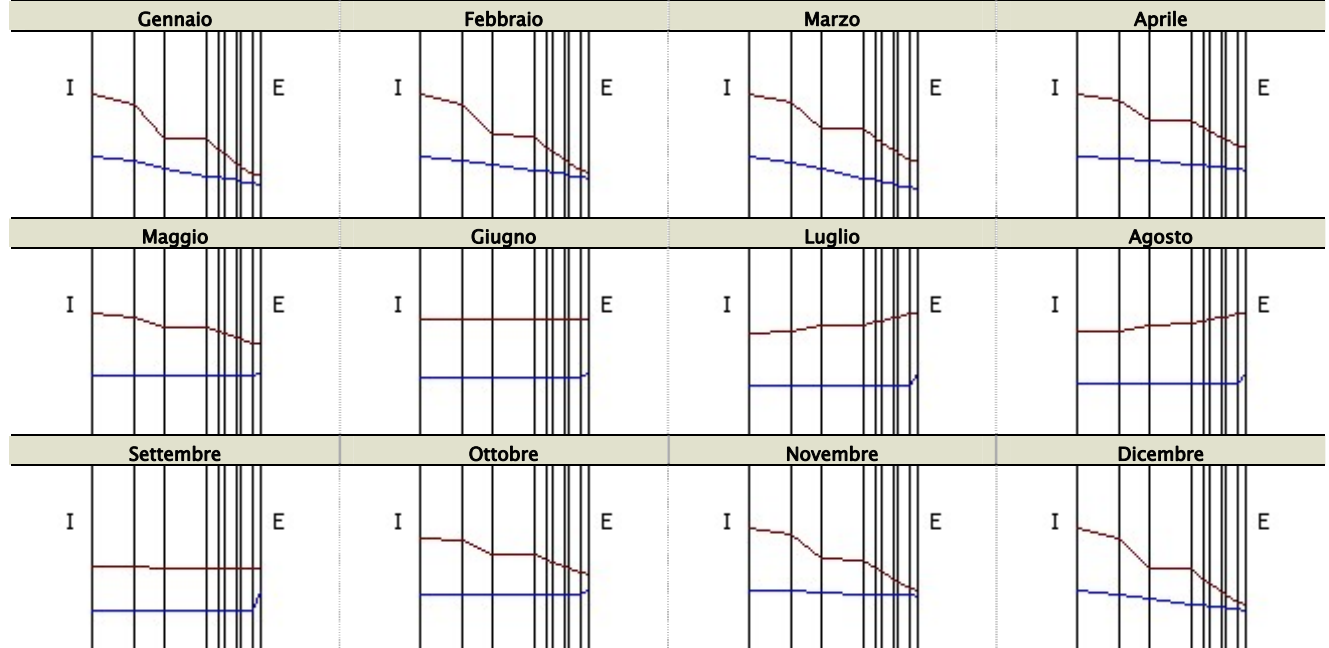 Gennaio Febbraio Marzo Aprile
I E I E I E I E
Maggio Giugno Luglio Agosto
I E I E I E I E
Settembre Ottobre Novembre Dicembre
I E I E I E I E